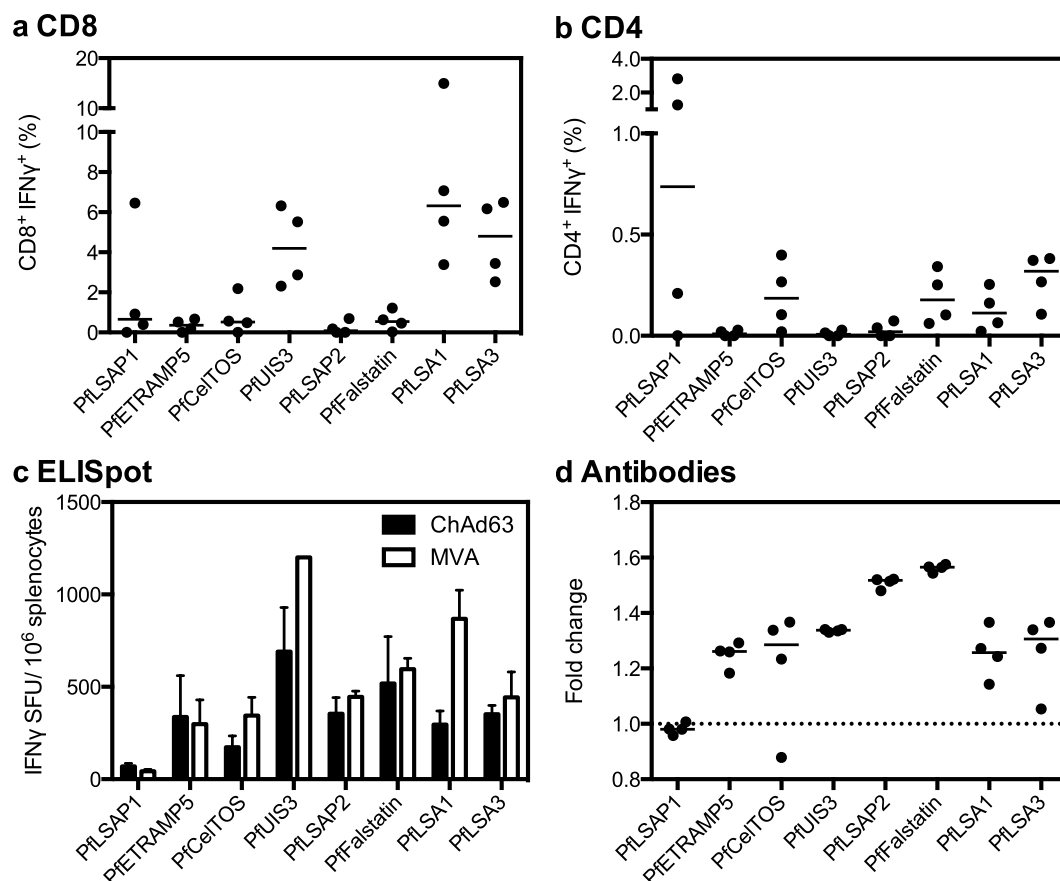 a CD8
20
10
10
8
6
4
2
0
CD8⁺ IFNγ⁺ (%)
PfLSAP1
PfETRAMP5
PfCelTOS
PfUIS3
PfLSAP2
PfFalstatin
PfLSA1
PfLSA3
b CD4
4.0
2.0
1.0
0.5
0.0
CD4⁺ IFNγ⁺ (%)
PfLSAP1
PfETRAMP5
PfCelTOS
PfUIS3
PfLSAP2
PfFalstatin
PfLSA1
PfLSA3
c ELISpot
1500
1000
500
0
IFNγ SFU/ 10⁶ splenocytes
ChAd63
MVA
PfLSAP1
PfETRAMP5
PfCelTOS
PfUIS3
PfLSAP2
PfFalstatin
PfLSA1
PfLSA3
d Antibodies
1.8
1.6
1.4
1.2
1.0
0.8
Fold change
PfLSAP1
PfETRAMP5
PfCelTOS
PfUIS3
PfLSAP2
PfFalstatin
PfLSA1
PfLSA3